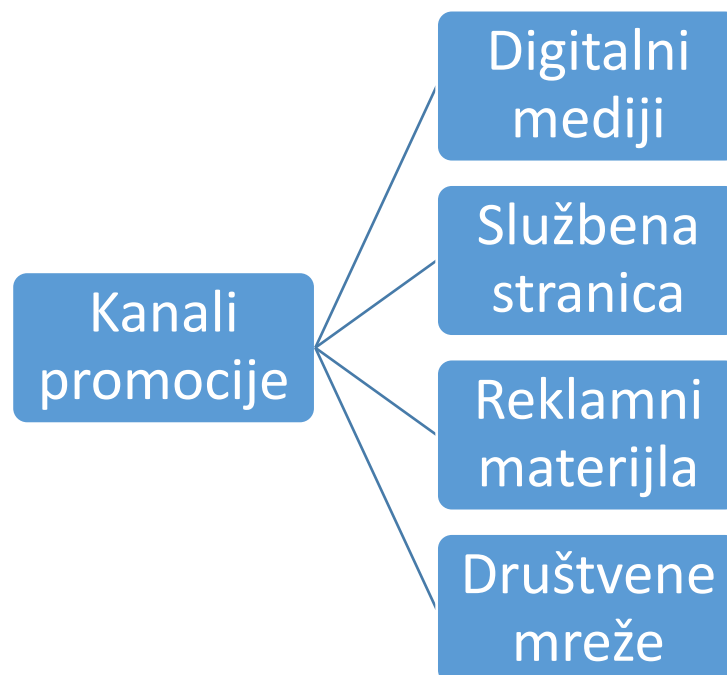 Digitalni
mediji
Službena
stranica
Kanali
promocije
Reklamni
materijla
Društvene
mreže